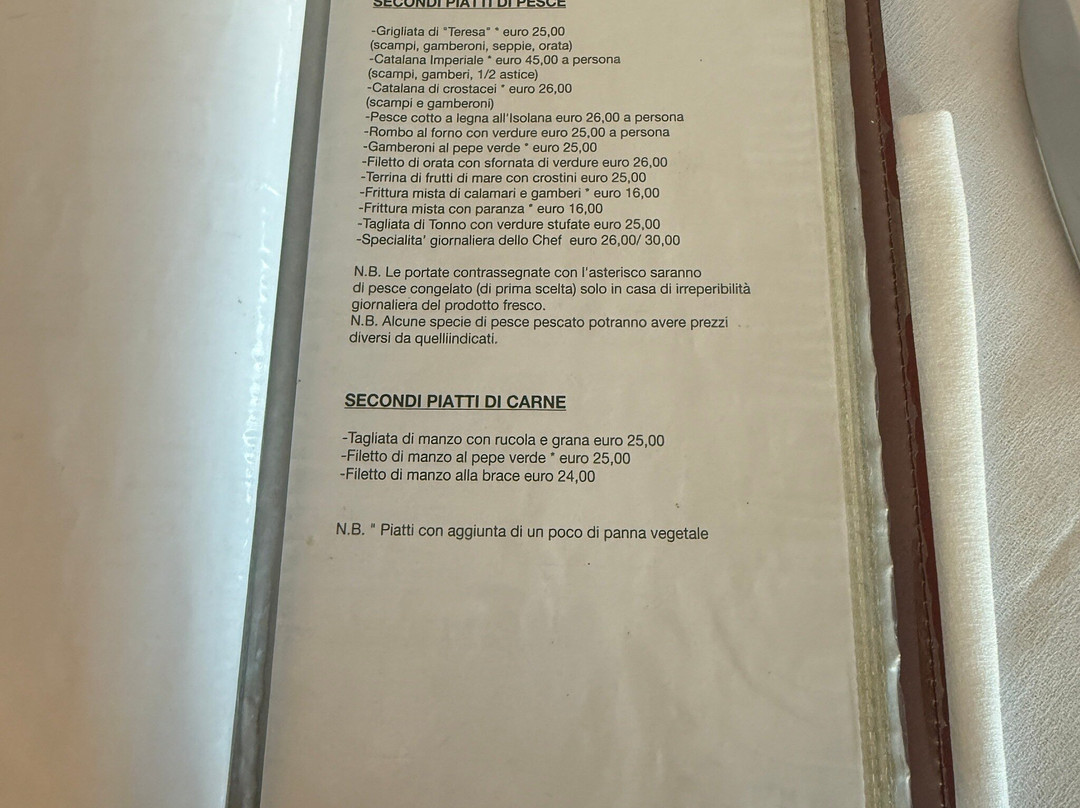 SECONDI PIATTI DI PESCE
-Grigliata di "Teresa" * euro 25,00
(scampi, gamberoni, seppie, orata)
-Catalana Imperiale * euro 45,00 a persona
(scampi, gamberi, 1/2 astice)
-Catalana di crostacei * euro 26,00
(scampi e gamberoni)
-Pesce cotto a legna all'Isolana euro 26,00 a persona
-Rombo al forno con verdure euro 25,00 a persona
-Gamberoni al pepe verde * euro 25,00
-Filetto di orata con sfornata di verdure euro 26,00
-Terrina di frutti di mare con crostini euro 25,00
-Frittura mista di calamari e gamberi * euro 16,00
-Frittura mista con paranza * euro 16,00
-Tagliata di Tonno con verdure stufate euro 25,00
-Specialita' giornaliera dello Chef euro 26,00/ 30,00
N.B. Le portate contrassegnate con l'asterisco saranno
di pesce congelato (di prima scelta) solo in casa di irreperibilità
giornaliera del prodotto fresco.
N.B. Alcune specie di pesce pescato potranno avere prezzi
diversi da quelliindicati.
SECONDI PIATTI DI CARNE
-Tagliata di manzo con rucola e grana euro 25,00
-Filetto di manzo al pepe verde * euro 25,00
-Filetto di manzo alla brace euro 24,00
N.B. " Piatti con aggiunta di un poco di panna vegetale